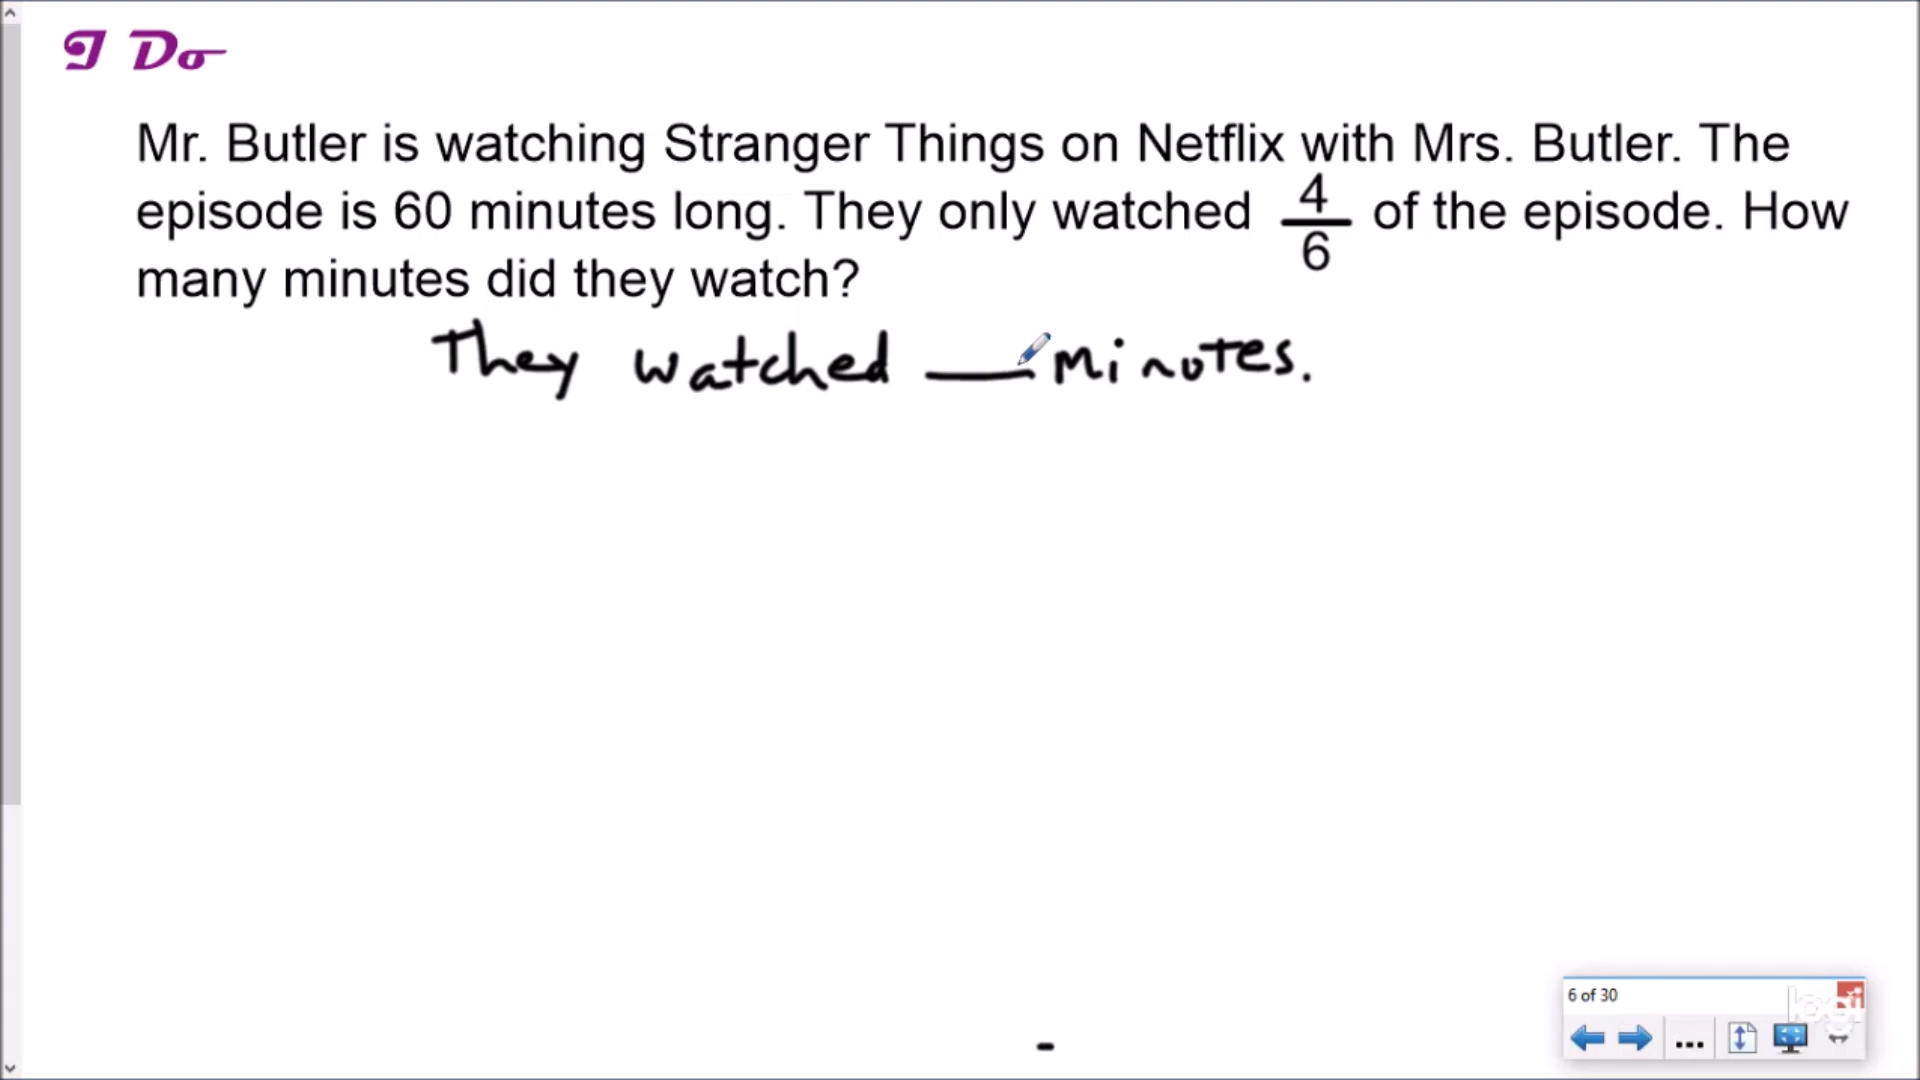 I Do
Mr. Butler is watching Stranger Things on Netflix with Mrs. Butler. The
episode is 60 minutes long. They only watched 4/6 of the episode. How
many minutes did they watch?
They watched ___ minutes.
6 of 30
logi